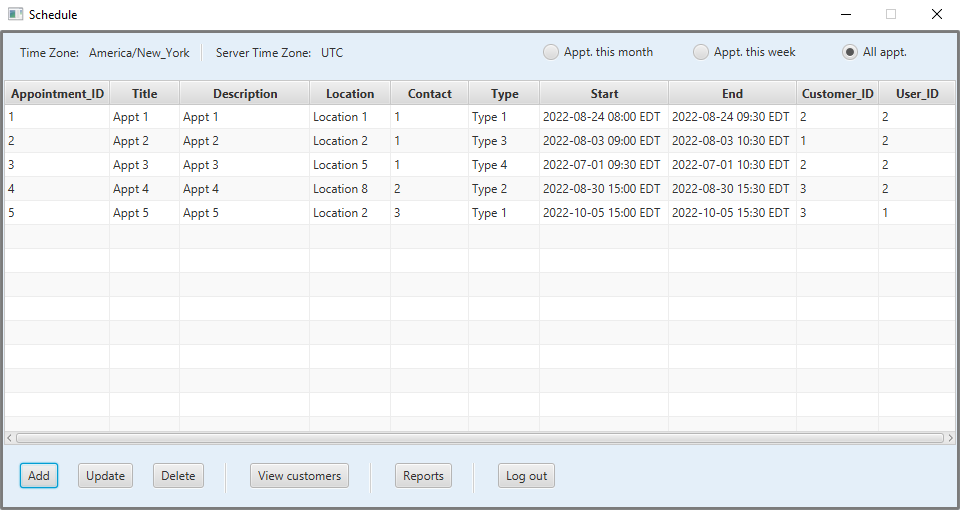 Schedule
Time Zone: America/New_York Server Time Zone: UTC Appt. this month Appt. this week All appt.
Appointment_ID Title Description Location Contact Type Start End Customer_ID User_ID
1 Appt 1 Appt 1 Location 1 1 Type 1 2022-08-24 08:00 EDT 2022-08-24 09:30 EDT 2 2
2 Appt 2 Appt 2 Location 2 1 Type 3 2022-08-03 09:00 EDT 2022-08-03 10:30 EDT 1 2
3 Appt 3 Appt 3 Location 5 1 Type 4 2022-07-01 09:30 EDT 2022-07-01 10:30 EDT 2 2
4 Appt 4 Appt 4 Location 8 2 Type 2 2022-08-30 15:00 EDT 2022-08-30 15:30 EDT 3 2
5 Appt 5 Appt 5 Location 2 3 Type 1 2022-10-05 15:00 EDT 2022-10-05 15:30 EDT 3 1
Add Update Delete View customers Reports Log out